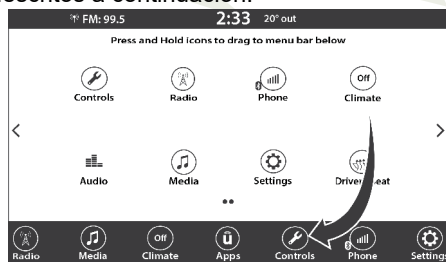 FM: 99.5 2:33 20° out
Press and Hold icons to drag to menu bar below
Controls Radio Phone Off Climate
Audio Media Settings
Radio Media Off Climate Apps Controls Phone Setting